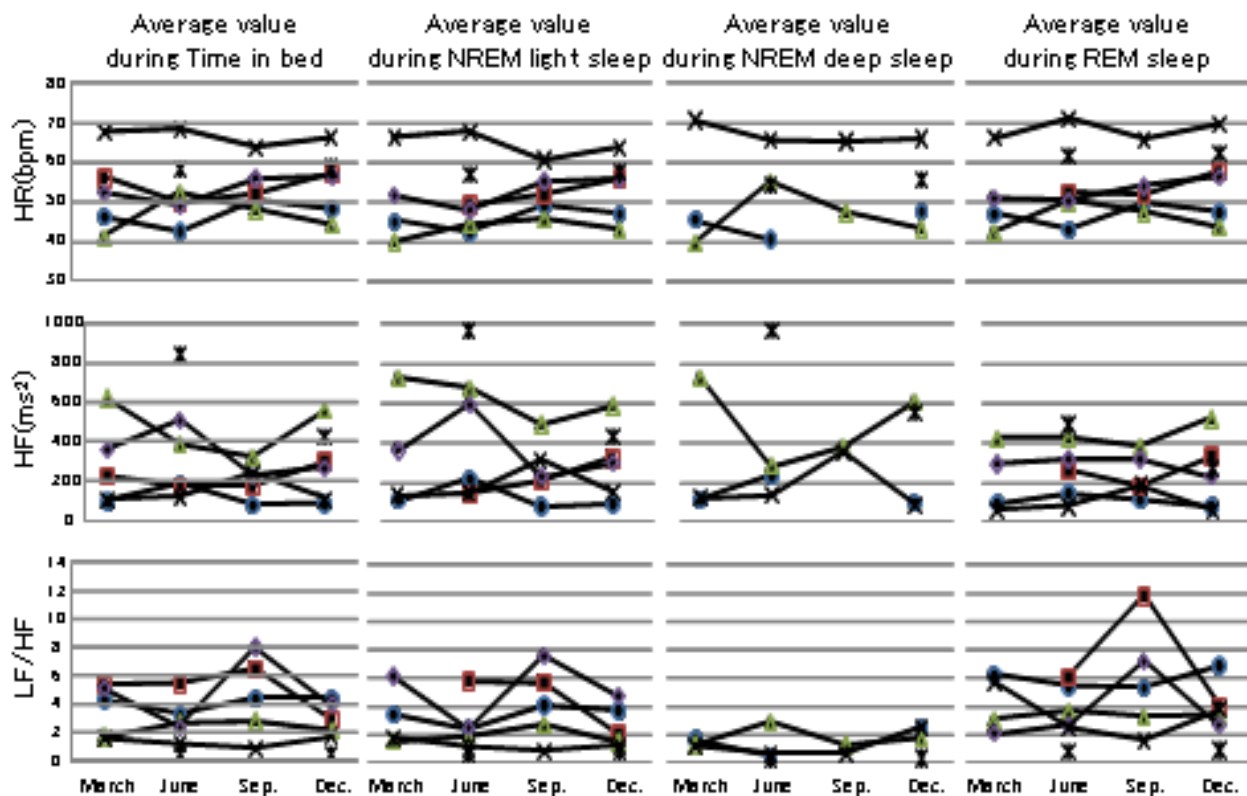 Average value
during Time in bed
Average value
during NREM light sleep
Average value
during NREM deep sleep
Average value
during REM sleep
HR(bpm)
80
70
60
50
40
30
HF(ms²)
1000
800
600
400
200
0
LF/HF
14
12
10
8
6
4
2
0
March June Sep. Dec.
March June Sep. Dec.
March June Sep. Dec.
March June Sep. Dec.